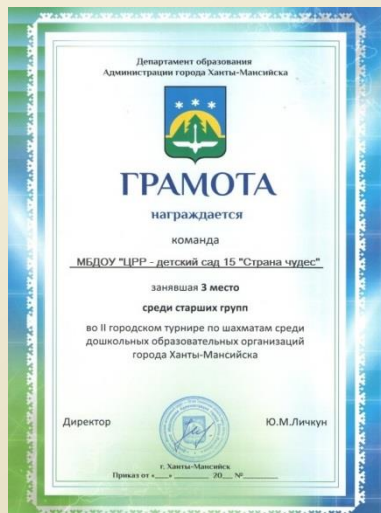 Департамент образования
Администрации города Ханты-Мансийска
ГРАМОТА
награждается
команда
МБДОУ "ЦРР - детский сад 15 "Страна чудес"
занявшая 3 место
среди старших групп
во II городском турнире по шахматам среди
дошкольных образовательных организаций
города Ханты-Мансийска
Директор Ю.М.Личкун
г. Ханты-Мансийск
Приказ от «___» _________ 20__ №_________